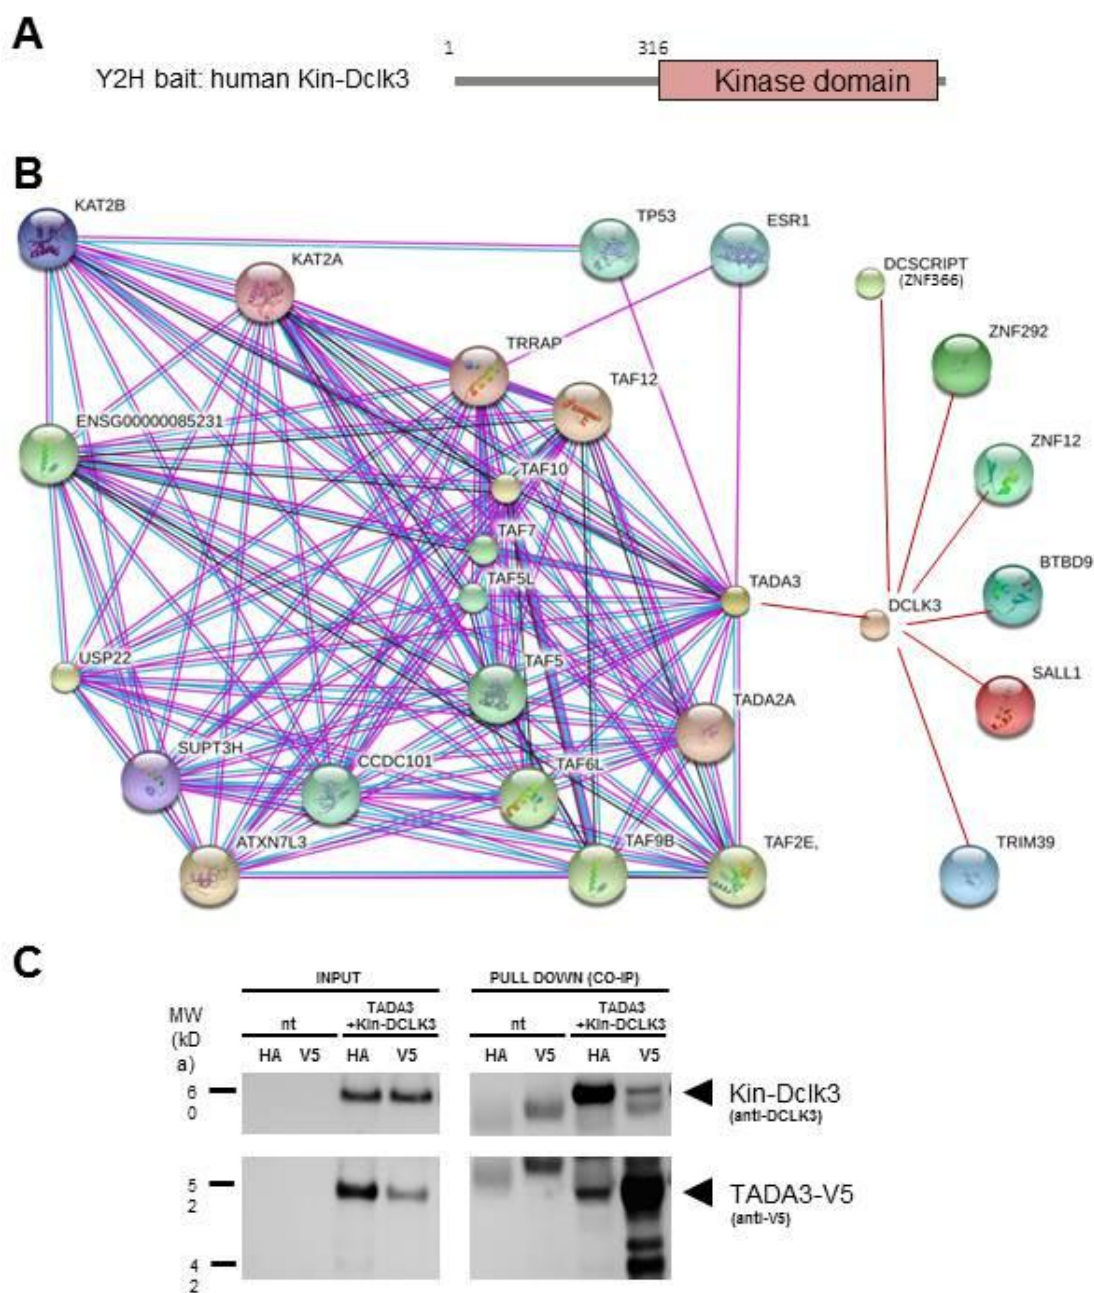 A
1
316
Y2H bait: human Kin-Dclk3
Kinase domain
B
KAT2B
TP53
ESR1
KAT2A
DCSCRIPT
(ZNF366)
ZNF292
TRRAP
TAF12
ENSG00000085231
ZNF12
TAF10
TAF7
BTBD9
TAF5L
TADA3
DCLK3
USP22
TAF5
SALL1
TADA2A
SUPT3H
CCDC101
TAF6L
ATXN7L3
TAF9B
TAF2E,
TRIM39
C
INPUT
PULL DOWN (CO-IP)
MW
(kD
a)
nt
TADA3
+Kin-DCLK3
nt
TADA3
+Kin-DCLK3
HA V5 HA V5
HA V5 HA V5
6
0
Kin-Dclk3
(anti-DCLK3)
5
2
TADA3-V5
(anti-V5)
4
2